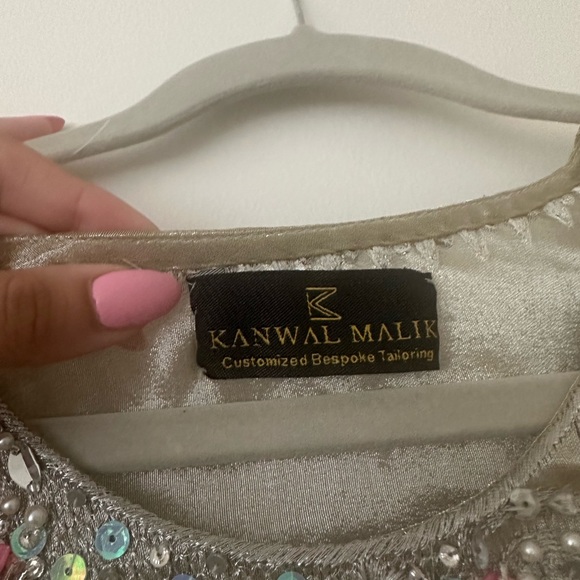 KANWAL MALIK
Customized Bespoke Tailoring